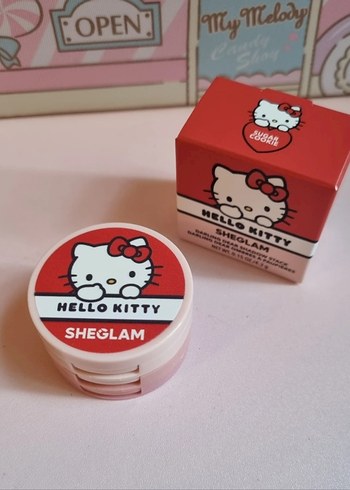 OPEN
My Melody
Candy
Shop
SUGAR
COOKIE
HELLO KITTY
SHEGLAM
HELLO KITTY
SHEGLAM